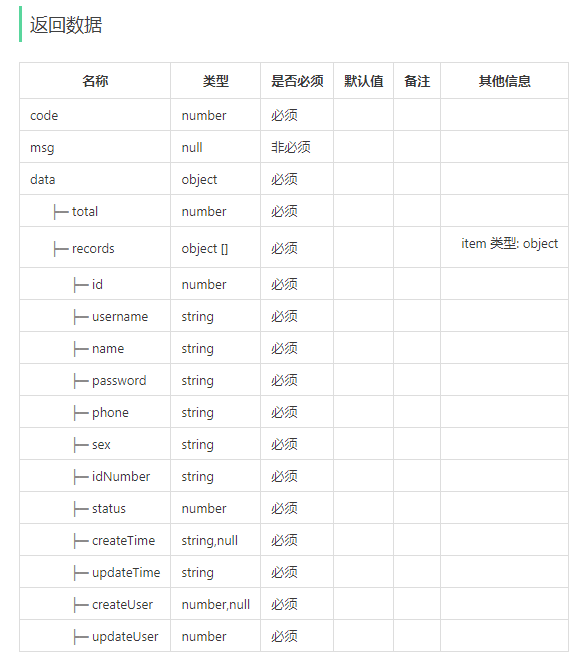 返回数据
名称 类型 是否必须 默认值 备注 其他信息
code number 必须
msg null 非必须
data object 必须
├─ total number 必须
├─ records object [] 必须 item 类型: object
├─ id number 必须
├─ username string 必须
├─ name string 必须
├─ password string 必须
├─ phone string 必须
├─ sex string 必须
├─ idNumber string 必须
├─ status number 必须
├─ createTime string,null 必须
├─ updateTime string 必须
├─ createUser number,null 必须
├─ updateUser number 必须